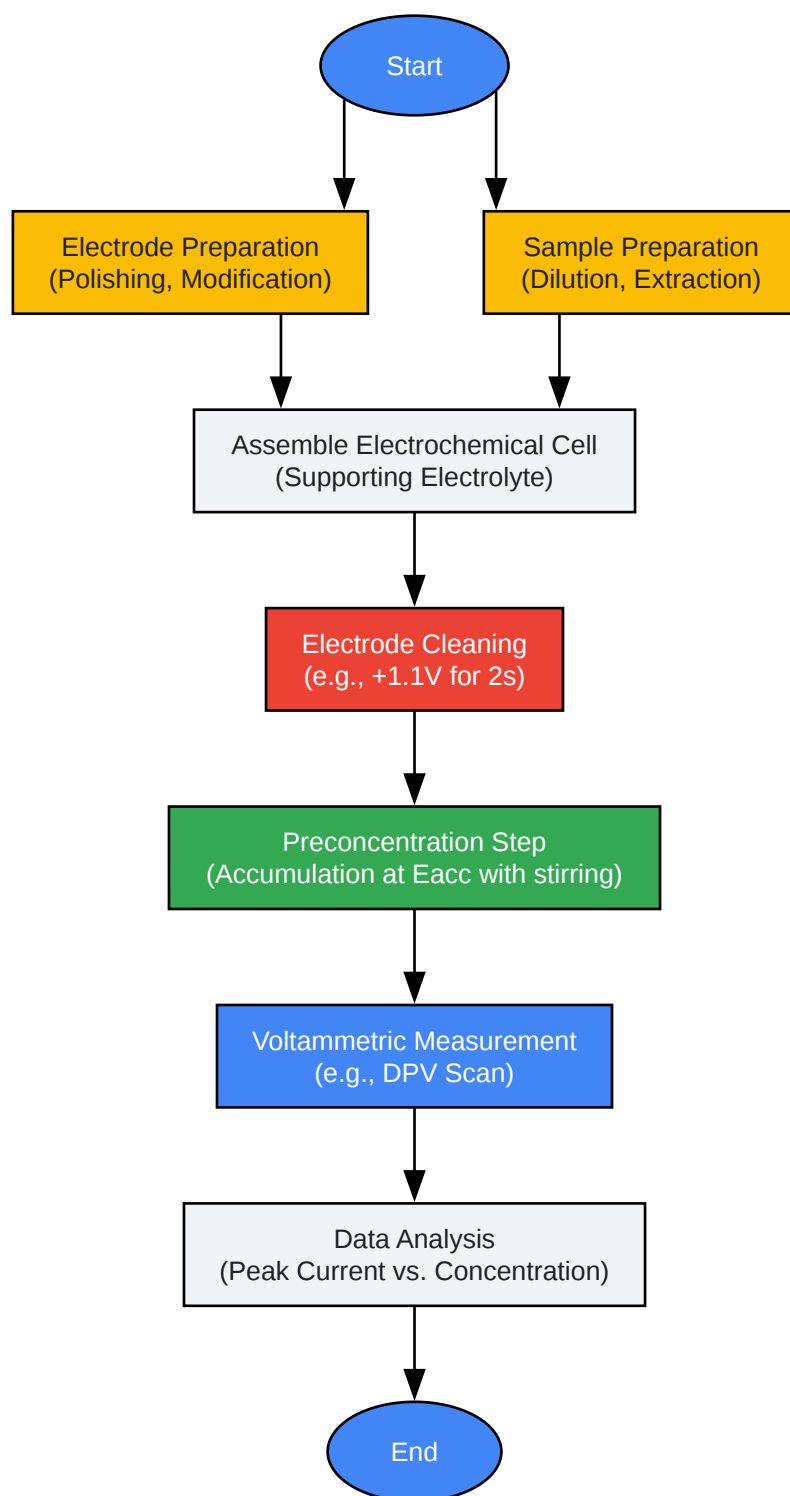 Start
Electrode Preparation
(Polishing, Modification)
Sample Preparation
(Dilution, Extraction)
Assemble Electrochemical Cell
(Supporting Electrolyte)
Electrode Cleaning
(e.g., +1.1V for 2s)
Preconcentration Step
(Accumulation at Eacc with stirring)
Voltammetric Measurement
(e.g., DPV Scan)
Data Analysis
(Peak Current vs. Concentration)
End